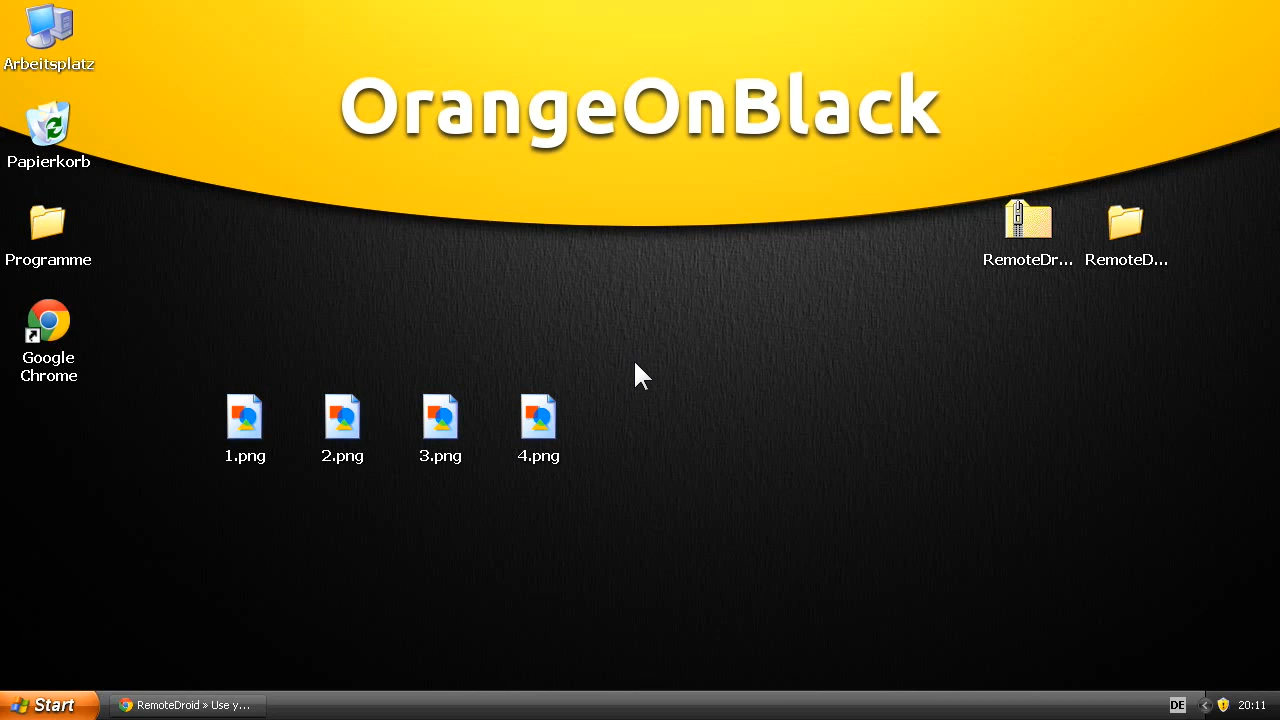 OrangeOnBlack
Arbeitsplatz
Papierkorb
Programme
Google
Chrome
RemoteDr...
RemoteD...
1.png
2.png
3.png
4.png
Start
RemoteDroid » Use y...
DE
20:11